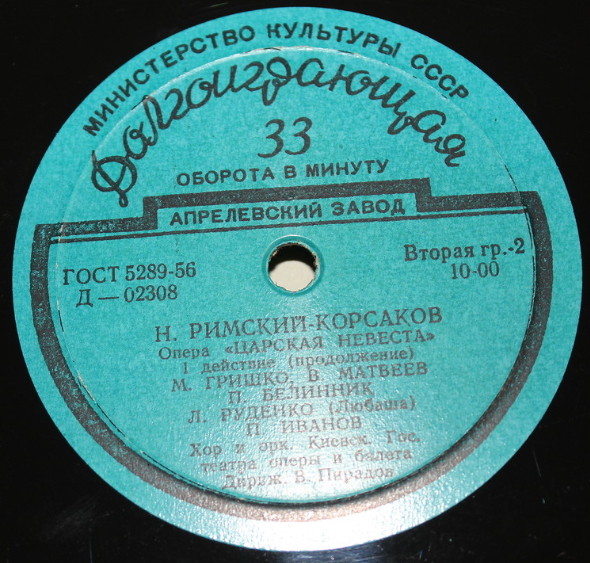 МИНИСТЕРСТВО КУЛЬТУРЫ СССР
Долгоиграющая
33
ОБОРОТА В МИНУТУ
АПРЕЛЕВСКИЙ ЗАВОД
ГОСТ 5289-56
Д — 02308
Вторая гр.-2
10-00
Н. РИМСКИЙ-КОРСАКОВ
Опера «ЦАРСКАЯ НЕВЕСТА»
I действие (продолжение)
М. ГРИШКО, В. МАТВЕЕВ
П. БЕЛИННИК
Л. РУДЕНКО (Любаша)
П. ИВАНОВ
Хор и орк. Киевск. Гос.
театра оперы и балета
Дириж. В. Пирадов